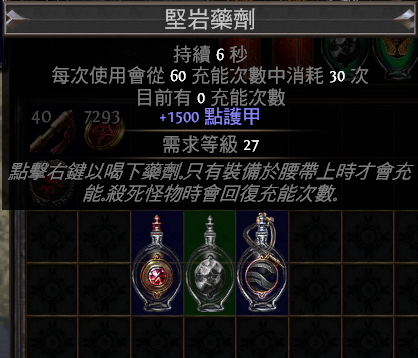 堅岩藥劑
持續 6 秒
每次使用會從 60 充能次數中消耗 30 次
目前有 0 充能次數
+1500 點護甲
需求等級 27
點擊右鍵以喝下藥劑.只有裝備於腰帶上時才會充
能.殺死怪物時會回復充能次數.
40 7293